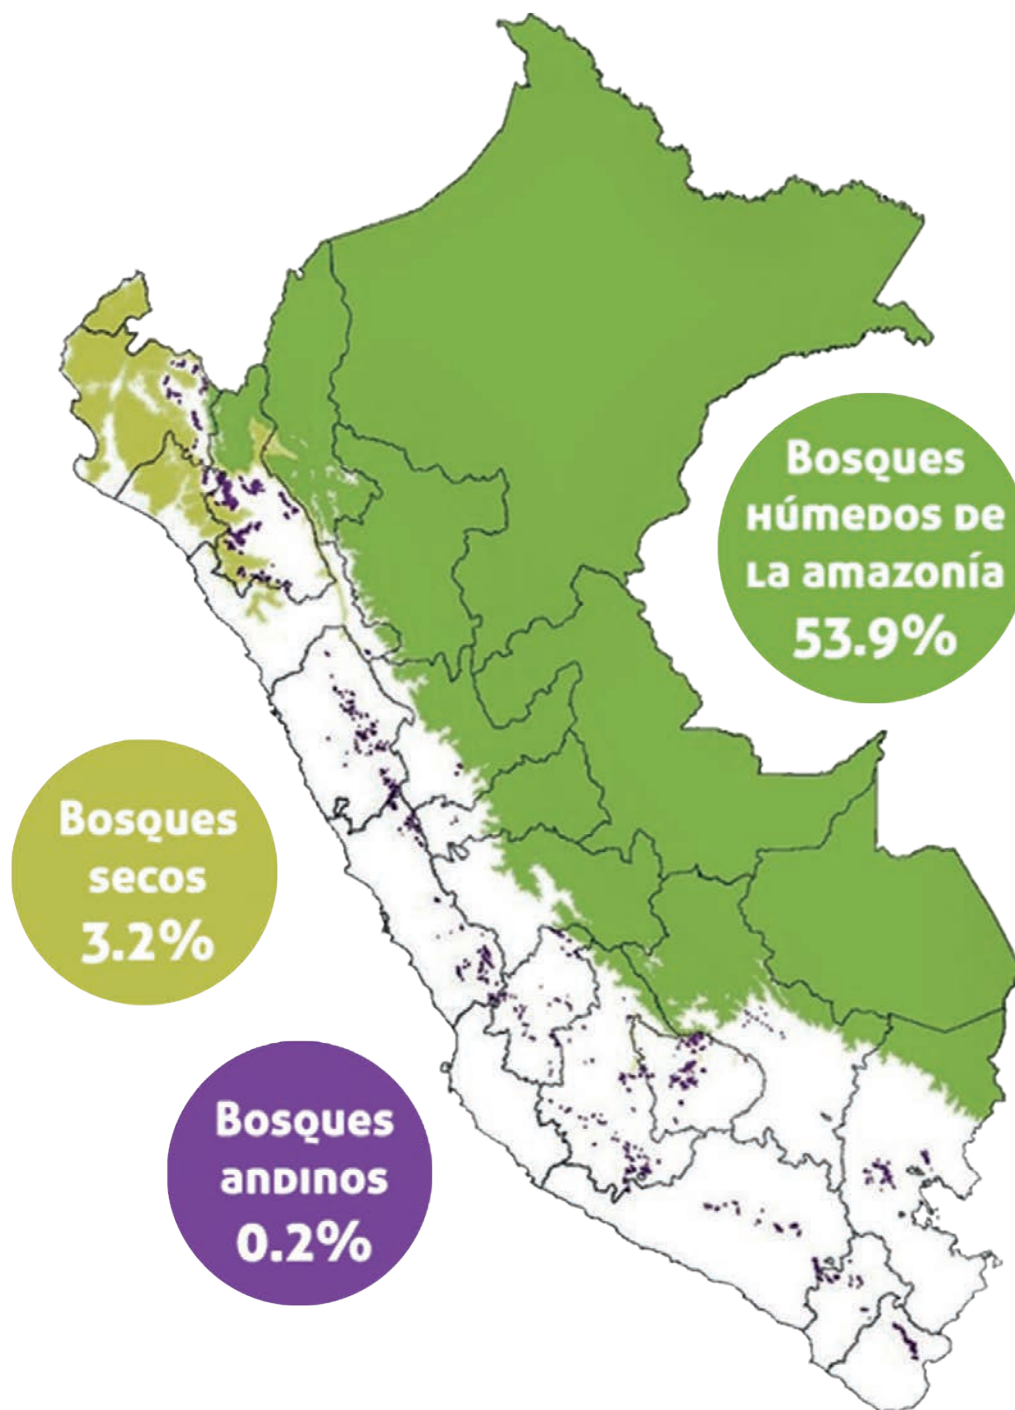 Bosques
HÚMEDOS DE
La amazonía
53.9%
Bosques
secos
3.2%
Bosques
andinos
0.2%